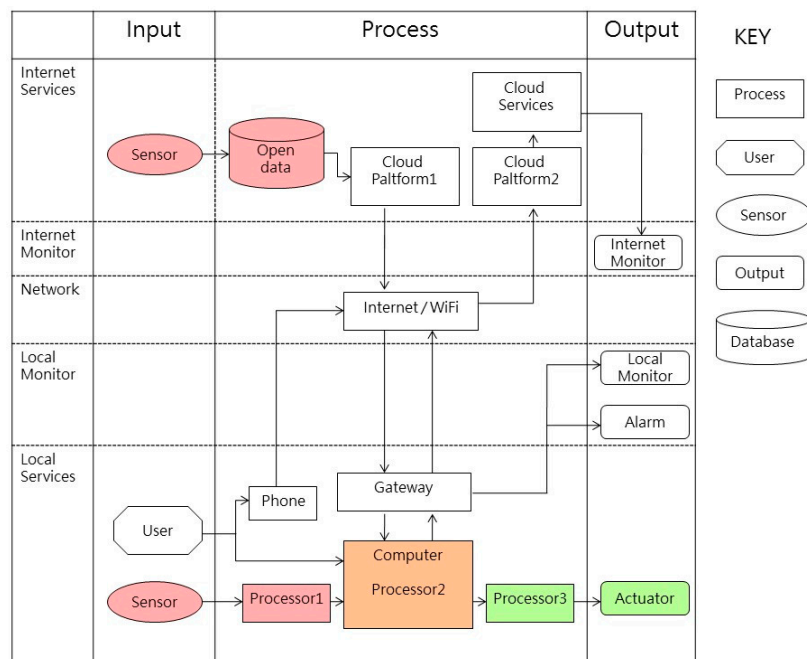 Input
Process
Output
KEY
Internet
Services
Sensor
Open
data
Cloud
Paltform1
Cloud
Services
Cloud
Paltform2
Process
User
Internet
Monitor
Internet
Monitor
Sensor
Network
Internet / WiFi
Output
Local
Monitor
Local
Monitor
Alarm
Database
Local
Services
User
Phone
Gateway
Computer
Processor2
Sensor
Processor1
Processor3
Actuator